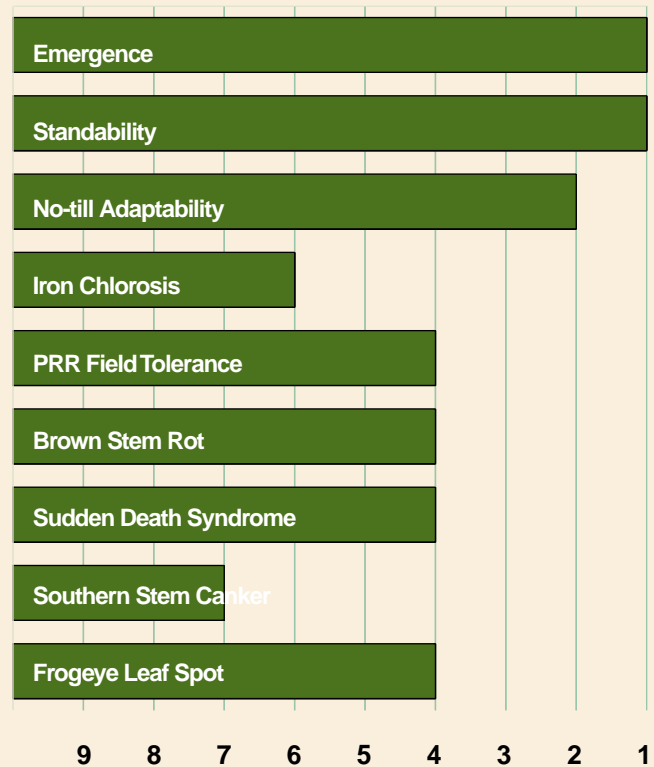 Emergence
Standability
No-till Adaptability
Iron Chlorosis
PRR Field Tolerance
Brown Stem Rot
Sudden Death Syndrome
Southern Stem Canker
Frogeye Leaf Spot
9 8 7 6 5 4 3 2 1